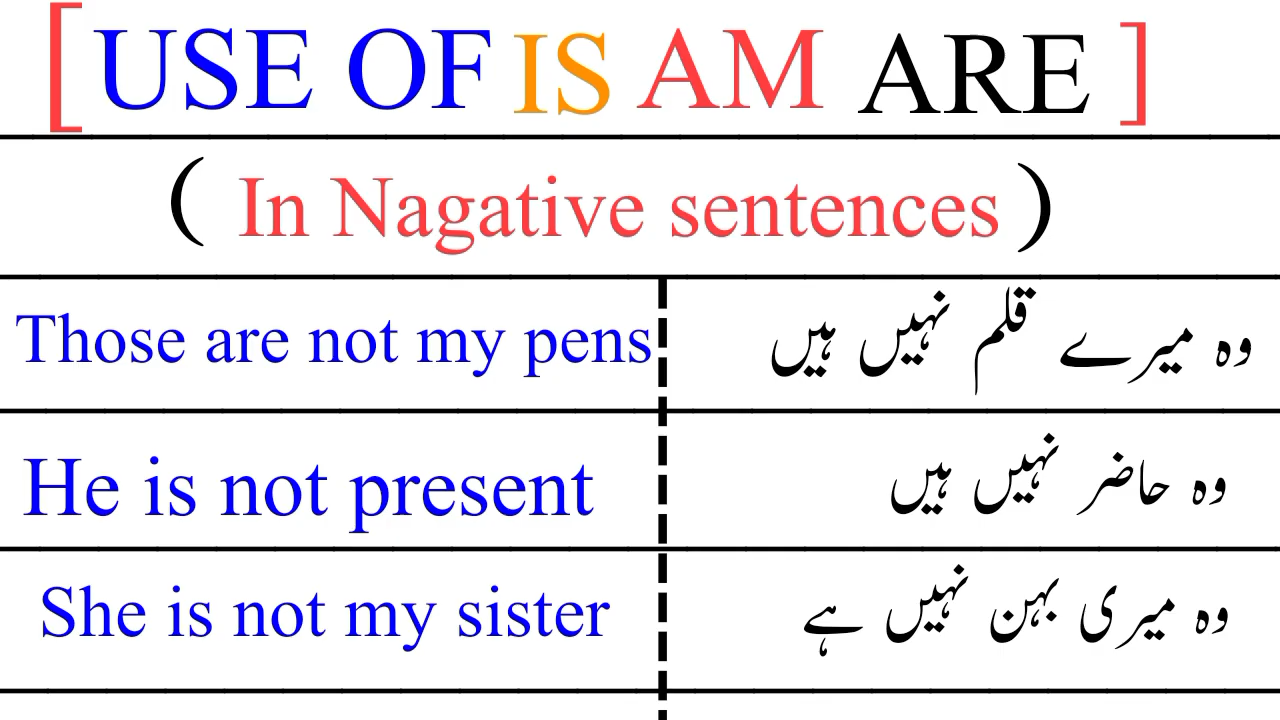 [ USE OF IS AM ARE ]
( In Nagative sentences )
Those are not my pens
وہ میرے قلم نہیں ہیں
He is not present
وہ حاضر نہیں ہیں
She is not my sister
وہ میری بہن نہیں ہے